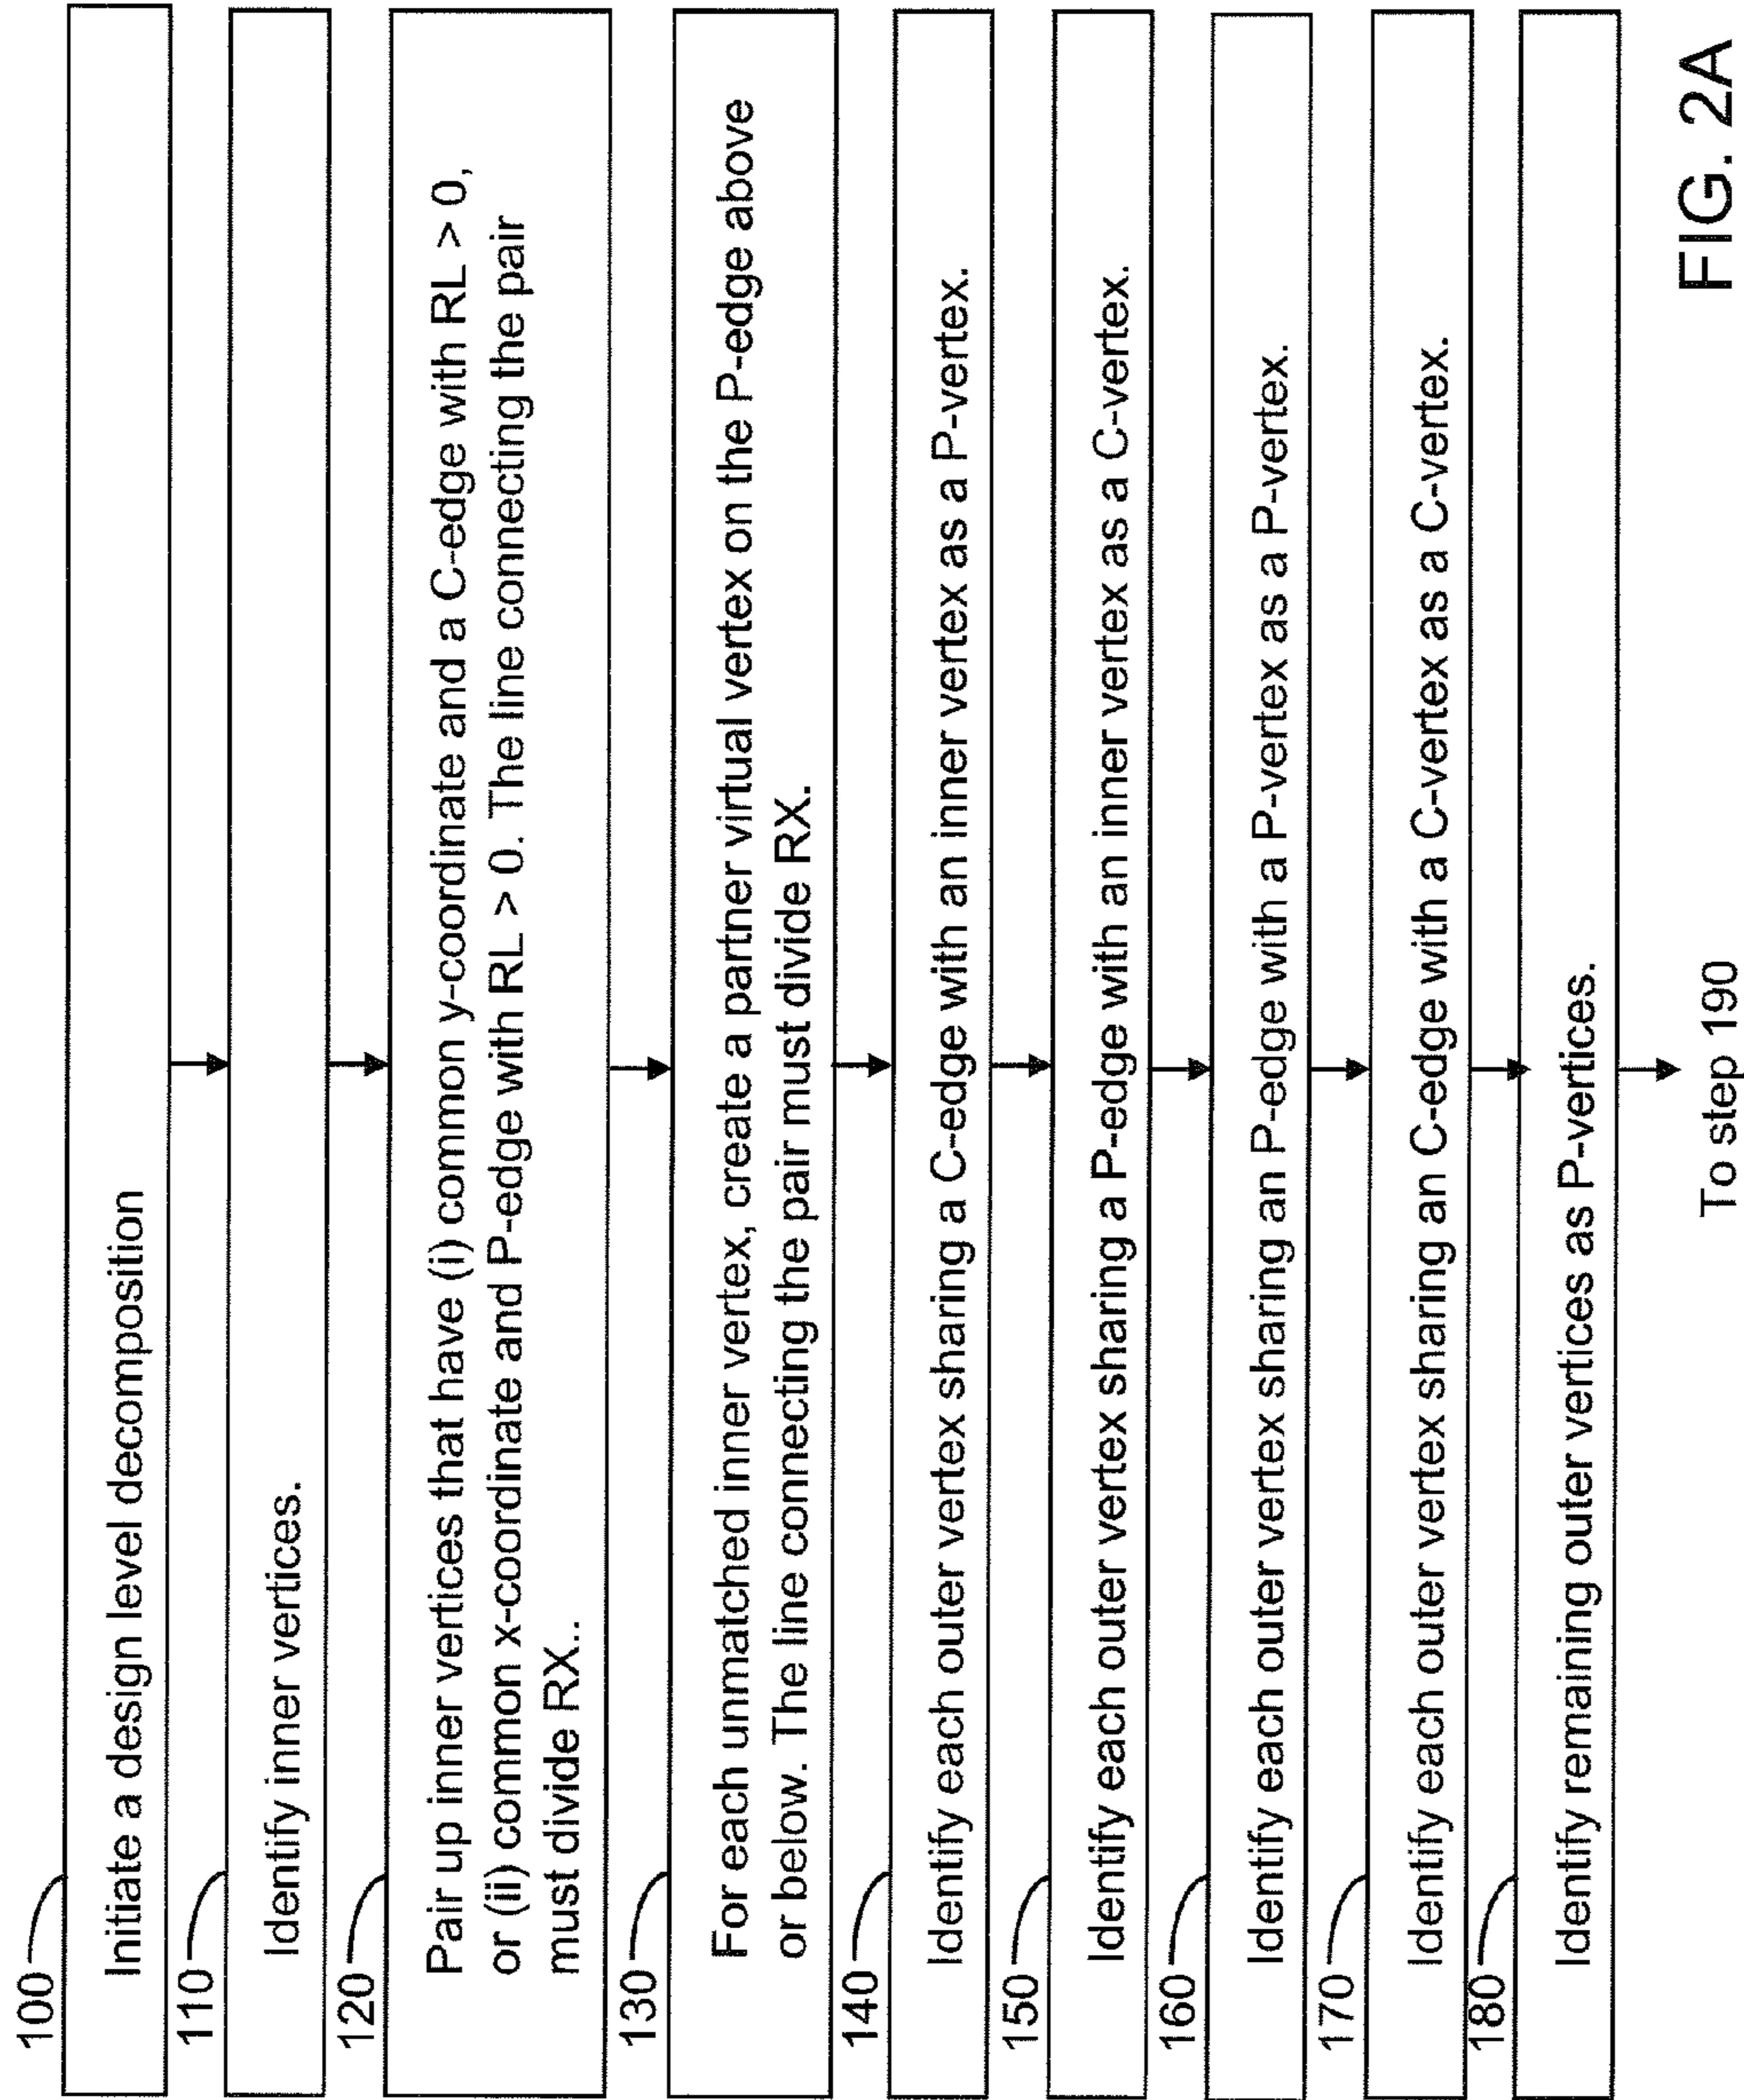 100
Initiate a design level decomposition
110
Identify inner vertices.
120
Pair up inner vertices that have (i) common y-coordinate and a C-edge with RL > 0,
or (ii) common x-coordinate and P-edge with RL > 0. The line connecting the pair
must divide RX..
130
For each unmatched inner vertex, create a partner virtual vertex on the P-edge above
or below. The line connecting the pair must divide RX.
140
Identify each outer vertex sharing a C-edge with an inner vertex as a P-vertex.
150
Identify each outer vertex sharing a P-edge with an inner vertex as a C-vertex.
160
Identify each outer vertex sharing an P-edge with a P-vertex as a P-vertex.
170
Identify each outer vertex sharing an C-edge with a C-vertex as a C-vertex.
180
Identify remaining outer vertices as P-vertices.
To step 190
FIG. 2A